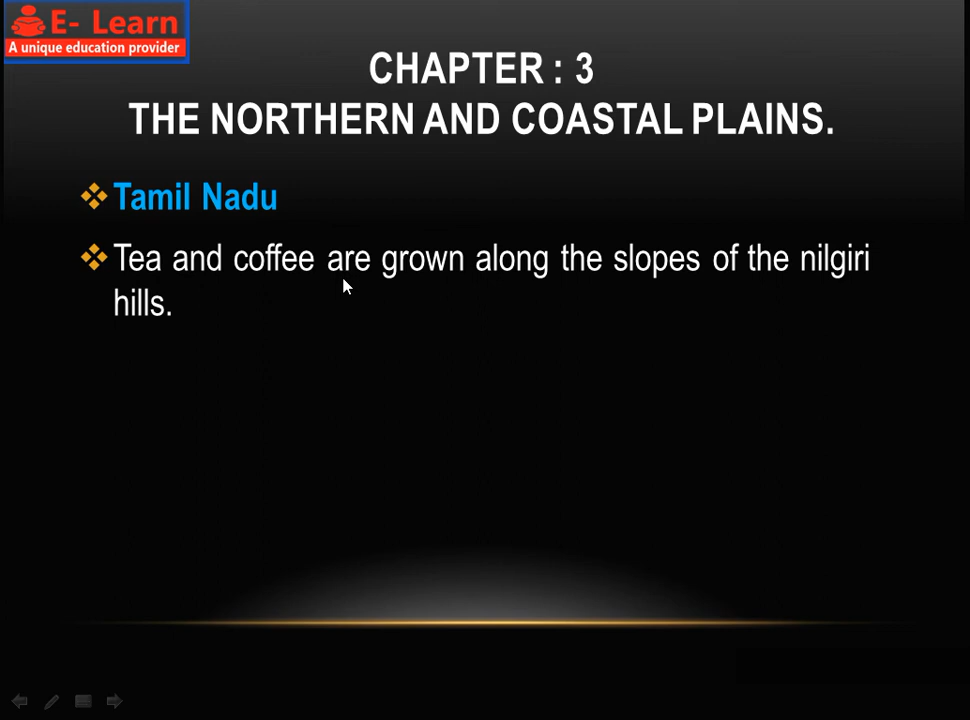 E- Learn
A unique education provider
CHAPTER : 3
THE NORTHERN AND COASTAL PLAINS.
Tamil Nadu
Tea and coffee are grown along the slopes of the nilgiri
hills.